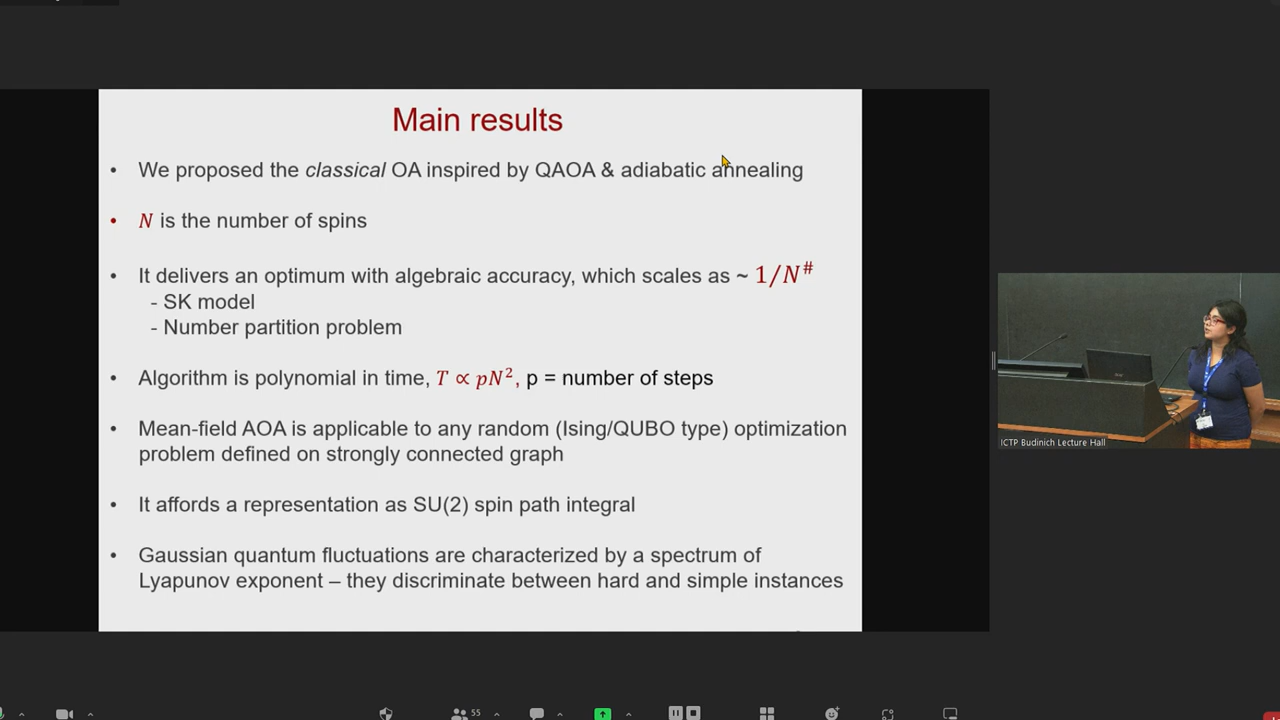 Main results
• We proposed the classical OA inspired by QAOA & adiabatic annealing
• N is the number of spins
• It delivers an optimum with algebraic accuracy, which scales as ~ 1/N^#
- SK model
- Number partition problem
• Algorithm is polynomial in time, T ∝ pN², p = number of steps
• Mean-field AOA is applicable to any random (Ising/QUBO type) optimization
problem defined on strongly connected graph
• It affords a representation as SU(2) spin path integral
• Gaussian quantum fluctuations are characterized by a spectrum of
Lyapunov exponent – they discriminate between hard and simple instances
ICTP Budinich Lecture Hall
55